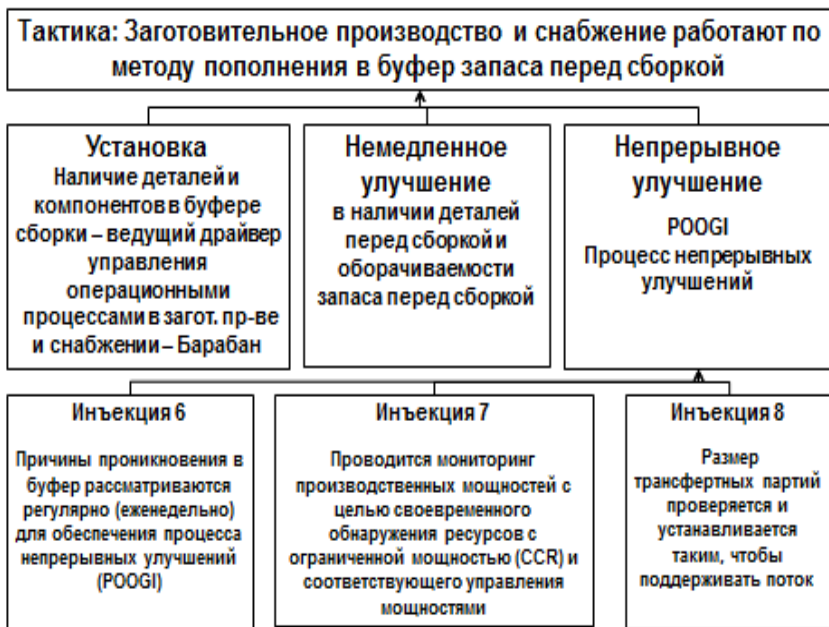 Тактика: Заготовительное производство и снабжение работают по
методу пополнения в буфер запаса перед сборкой
Установка
Наличие деталей и
компонентов в буфере
сборки – ведущий драйвер
управления
операционными
процессами в загот. пр-ве
и снабжении – Барабан
Немедленное
улучшение
в наличии деталей
перед сборкой и
оборачиваемости
запаса перед сборкой
Непрерывное
улучшение
POOGI
Процесс непрерывных
улучшений
Инъекция 6
Причины проникновения в
буфер рассматриваются
регулярно (еженедельно)
для обеспечения процесса
непрерывных улучшений
(POOGI)
Инъекция 7
Проводится мониторинг
производственных мощностей с
целью своевременного
обнаружения ресурсов с
ограниченной мощностью (CCR) и
соответствующего управления
мощностями
Инъекция 8
Размер
трансфертных партий
проверяется и
устанавливается
таким, чтобы
поддерживать поток